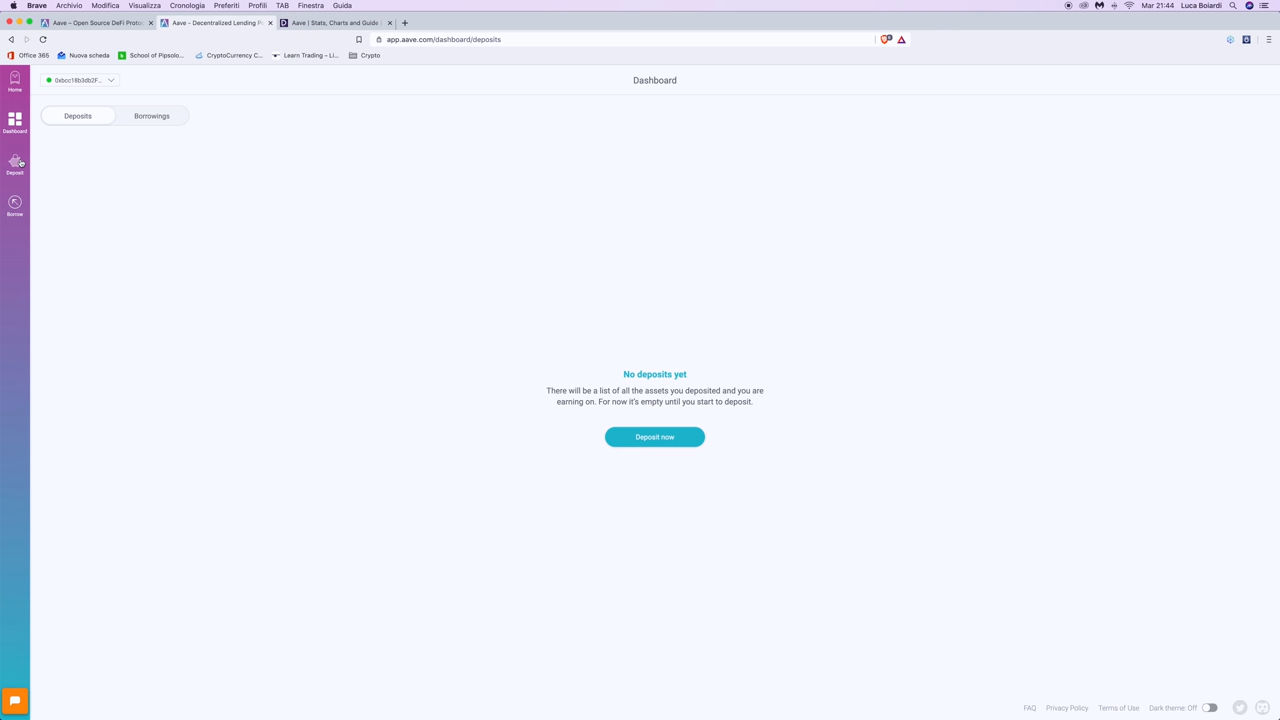 Brave Archivio Modifica Visualizza Cronologia Preferiti Profili TAB Finestra Guida Mar 21:44 Luca Boiardi
Aave – Open Source DeFi Protoc Aave - Decentralized Lending Po Aave | Stats, Charts and Guide |
app.aave.com/dashboard/deposits
Office 365 Nuova scheda School of Pipsolo... CryptoCurrency C... Learn Trading – Li... Crypto
Home
0xbcc18b3db2F...
Dashboard
Deposits Borrowings
Dashboard
Deposit
Borrow
No deposits yet
There will be a list of all the assets you deposited and you are
earning on. For now it's empty until you start to deposit.
Deposit now
FAQ Privacy Policy Terms of Use Dark theme: Off